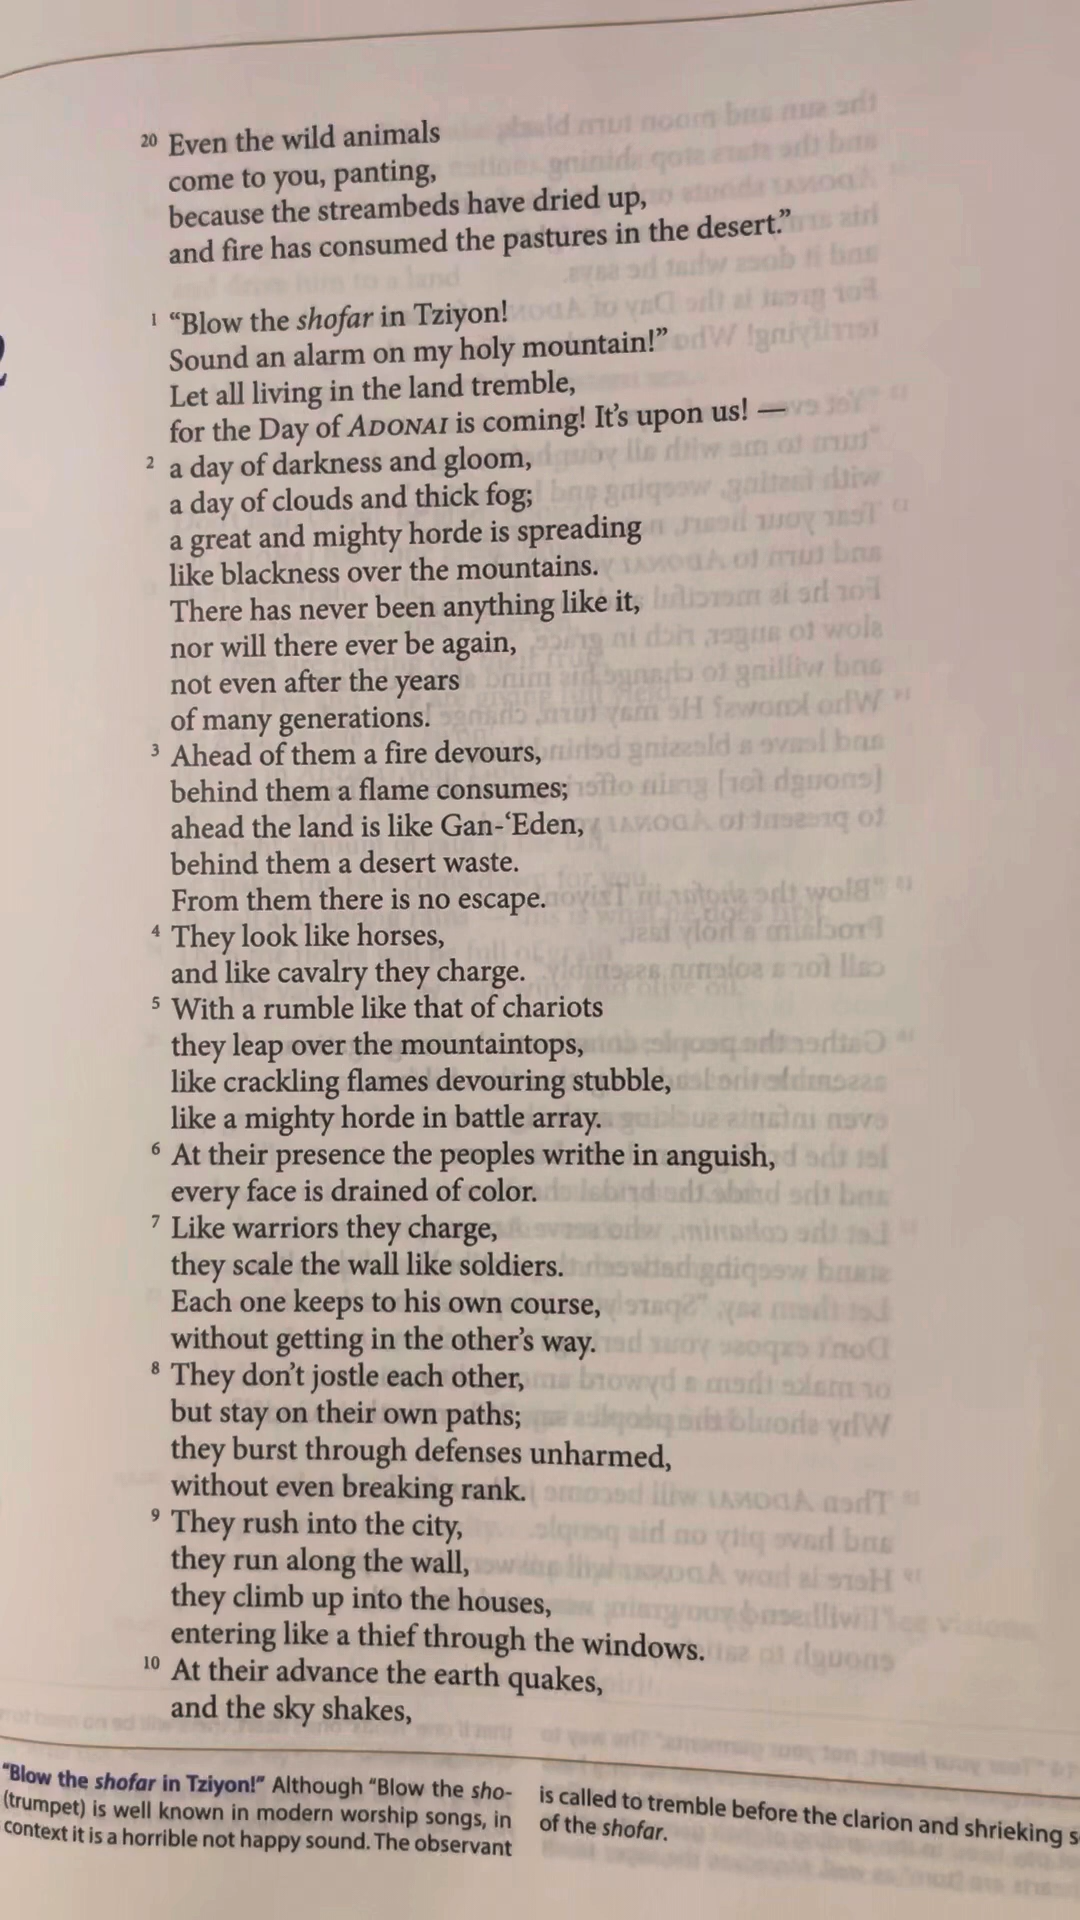 20 Even the wild animals
come to you, panting,
because the streambeds have dried up,
and fire has consumed the pastures in the desert.”
1 “Blow the shofar in Tziyon!
Sound an alarm on my holy mountain!”
Let all living in the land tremble,
for the Day of ADONAI is coming! It’s upon us! —
2 a day of darkness and gloom,
a day of clouds and thick fog;
a great and mighty horde is spreading
like blackness over the mountains.
There has never been anything like it,
nor will there ever be again,
not even after the years
of many generations.
3 Ahead of them a fire devours,
behind them a flame consumes;
ahead the land is like Gan-‘Eden,
behind them a desert waste.
From them there is no escape.
4 They look like horses,
and like cavalry they charge.
5 With a rumble like that of chariots
they leap over the mountaintops,
like crackling flames devouring stubble,
like a mighty horde in battle array.
6 At their presence the peoples writhe in anguish,
every face is drained of color.
7 Like warriors they charge,
they scale the wall like soldiers.
Each one keeps to his own course,
without getting in the other’s way.
8 They don’t jostle each other,
but stay on their own paths;
they burst through defenses unharmed,
without even breaking rank.
9 They rush into the city,
they run along the wall,
they climb up into the houses,
entering like a thief through the windows.
10 At their advance the earth quakes,
and the sky shakes,
“Blow the shofar in Tziyon!” Although “Blow the sho-
(trumpet) is well known in modern worship songs, in
context it is a horrible not happy sound. The observant
is called to tremble before the clarion and shrieking
of the shofar.